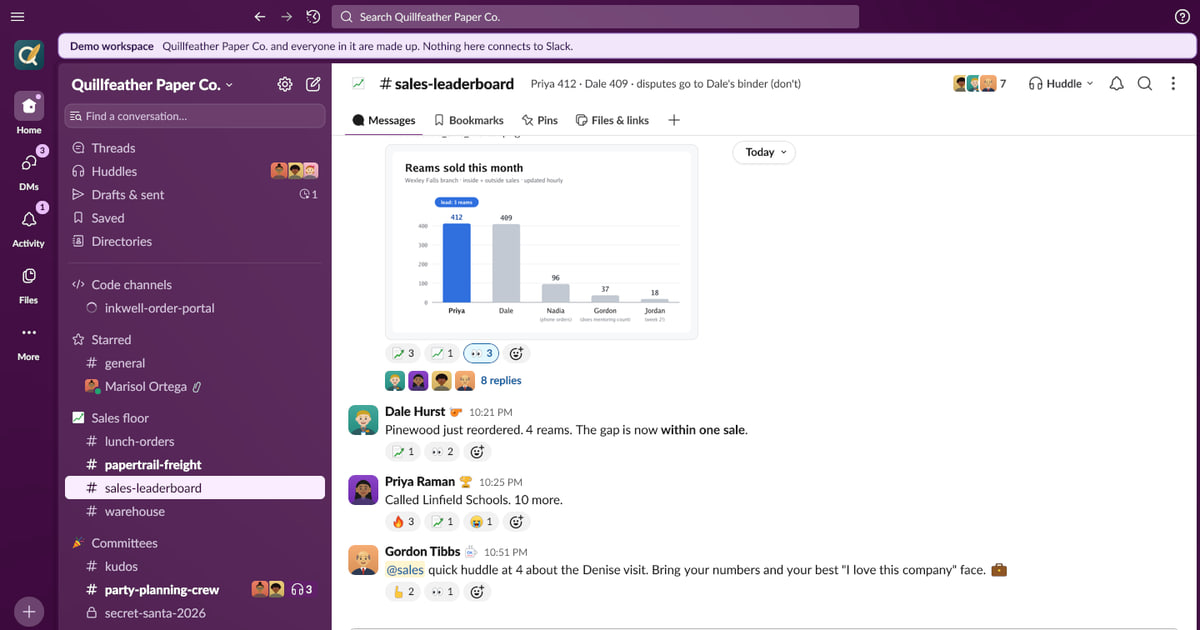 Search Quillfeather Paper Co.
Demo workspace Quillfeather Paper Co. and everyone in it are made up. Nothing here connects to Slack.
Home
3
DMs
1
Activity
Files
More
Quillfeather Paper Co.
Find a conversation...
Threads
Huddles
Drafts & sent 1
Saved
Directories
Code channels
inkwell-order-portal
Starred
# general
Marisol Ortega
Sales floor
# lunch-orders
# papertrail-freight
# sales-leaderboard
# warehouse
Committees
# kudos
# party-planning-crew 3
secret-santa-2026
# sales-leaderboard Priya 412 · Dale 409 · disputes go to Dale's binder (don't)
7 Huddle
Messages Bookmarks Pins Files & links
Today
Reams sold this month
Wexley Falls branch · inside + outside sales · updated hourly
lead: 3 reams
412 409 96 37 18
400
300
200
100
0
Priya Dale Nadia Gordon Jordan
(phone orders) (does mentoring count) (week 2!)
3 1 3
8 replies
Dale Hurst 10:21 PM
Pinewood just reordered. 4 reams. The gap is now within one sale.
1 2
Priya Raman 10:25 PM
Called Linfield Schools. 10 more.
3 1 1
Gordon Tibbs 10:51 PM
@sales quick huddle at 4 about the Denise visit. Bring your numbers and your best "I love this company" face.
2 1